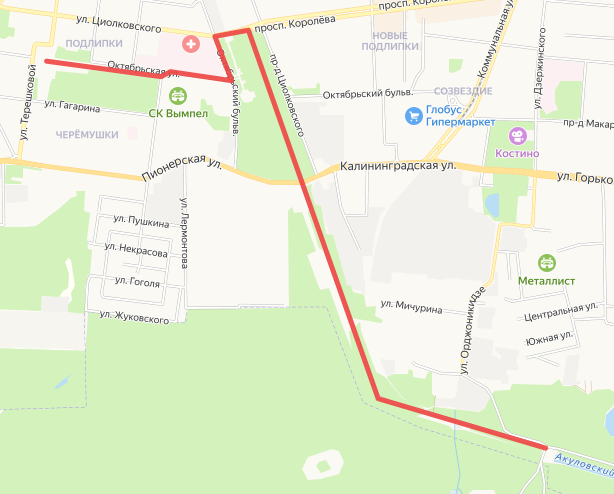 просп. Королёва
ул. Циолковского
просп. Королёва
ПОДЛИПКИ
НОВЫЕ
ПОДЛИПКИ
Коммунальная ул.
Октябрьская ул.
Октябрьский бульв.
пр-д Циолковского
ул. Терешковой
ул. Гагарина
СК Вымпел
Октябрьский бульв.
СОЗВЕЗДИЕ
ул. Дзержинского
Глобус
Гипермаркет
пр-д Макар
ЧЕРЁМУШКИ
Костино
Пионерская ул.
Калининградская ул.
ул. Горько
ул. Лермонтова
ул. Пушкина
ул. Некрасова
ул. Гоголя
ул. Жуковского
Металлист
ул. Мичурина
ул. Орджоникидзе
Центральная ул.
Южная ул.
Акуловский